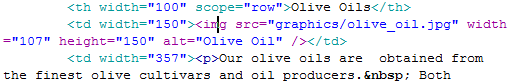 <th width="100" scope="row">Olive Oils</th>
<td width="150"><img src="graphics/olive_oil.jpg" width
="107" height="150" alt="Olive Oil" /></td>
<td width="357"><p>Our olive oils are  obtained from
the finest olive cultivars and oil producers.&nbsp; Both